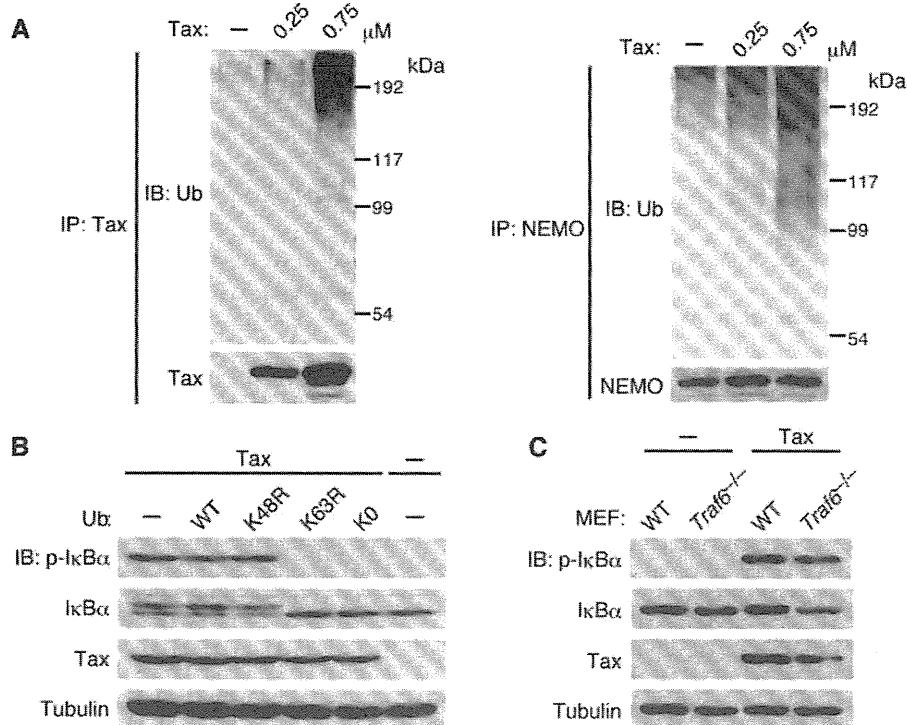 A
Tax: – 0.25 0.75 μM
kDa
192
117
99
54
IP: Tax
IB: Ub
Tax
Tax: – 0.25 0.75 μM
kDa
192
117
99
54
IP: NEMO
IB: Ub
NEMO
B
Tax –
Ub: – WT K48R K63R K0 –
IB: p-IκBα
IκBα
Tax
Tubulin
C
– Tax
MEF: WT Traf6–/– WT Traf6–/–
IB: p-IκBα
IκBα
Tax
Tubulin